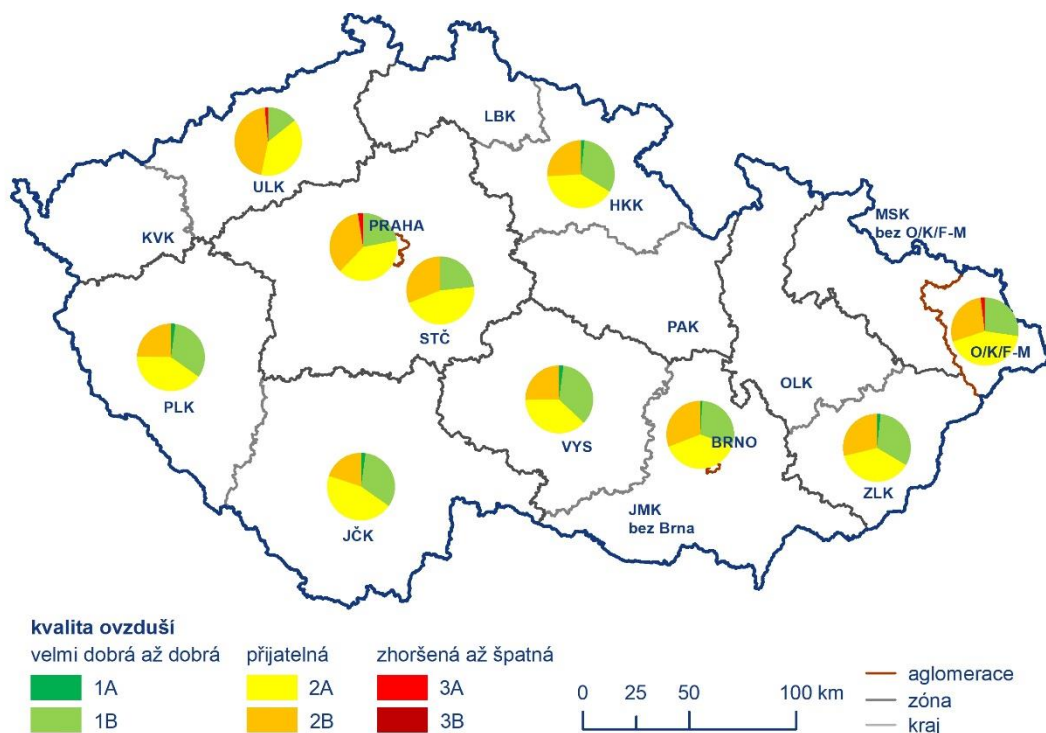 LBK
ULK
HKK
PRAHA
MSK
bez O/K/F-M
KVK
STČ
PAK
O/K/F-M
OLK
PLK
VYS
BRNO
ZLK
JMK
bez Brna
JČK
kvalita ovzduší
velmi dobrá až dobrá
přijatelná
zhoršená až špatná
1A
2A
3A
1B
2B
3B
0 25 50 100 km
aglomerace
zóna
kraj